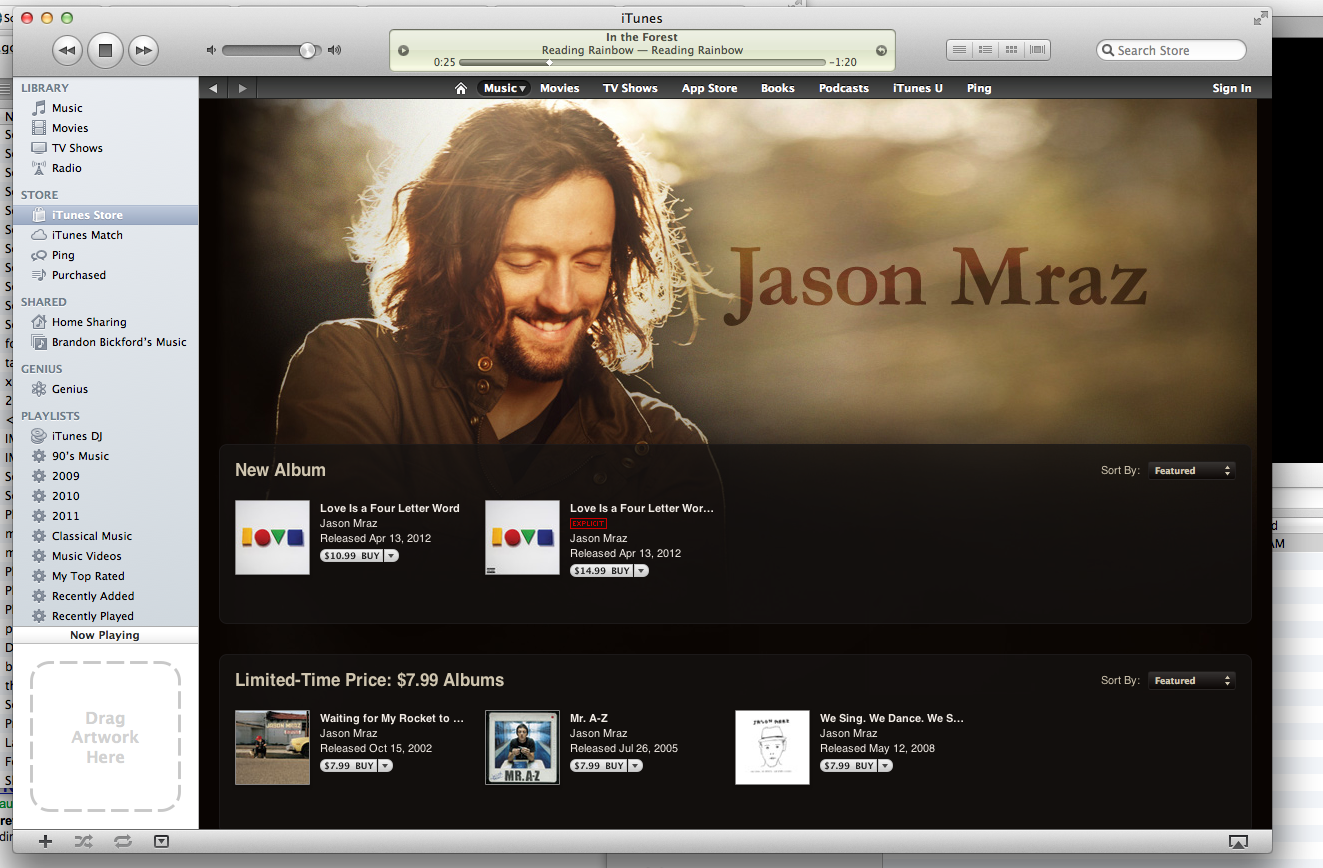 iTunes
In the Forest
Reading Rainbow — Reading Rainbow
0:25
-1:20
Search Store
LIBRARY
Music
Movies
TV Shows
Radio
STORE
iTunes Store
iTunes Match
Ping
Purchased
SHARED
Home Sharing
Brandon Bickford's Music
GENIUS
Genius
PLAYLISTS
iTunes DJ
90's Music
2009
2010
2011
Classical Music
Music Videos
My Top Rated
Recently Added
Recently Played
Now Playing
Drag
Artwork
Here
Music Movies TV Shows App Store Books Podcasts iTunes U Ping Sign In
Jason Mraz
New Album
Sort By: Featured
Love Is a Four Letter Word
Jason Mraz
Released Apr 13, 2012
$10.99 BUY
Love Is a Four Letter Wor...
EXPLICIT
Jason Mraz
Released Apr 13, 2012
$14.99 BUY
Limited-Time Price: $7.99 Albums
Sort By: Featured
JASON MRAZ
Waiting for My Rocket to ...
Jason Mraz
Released Oct 15, 2002
$7.99 BUY
MR. A-Z
Mr. A-Z
Jason Mraz
Released Jul 26, 2005
$7.99 BUY
JASON MRAZ
We Sing. We Dance. We S...
Jason Mraz
Released May 12, 2008
$7.99 BUY